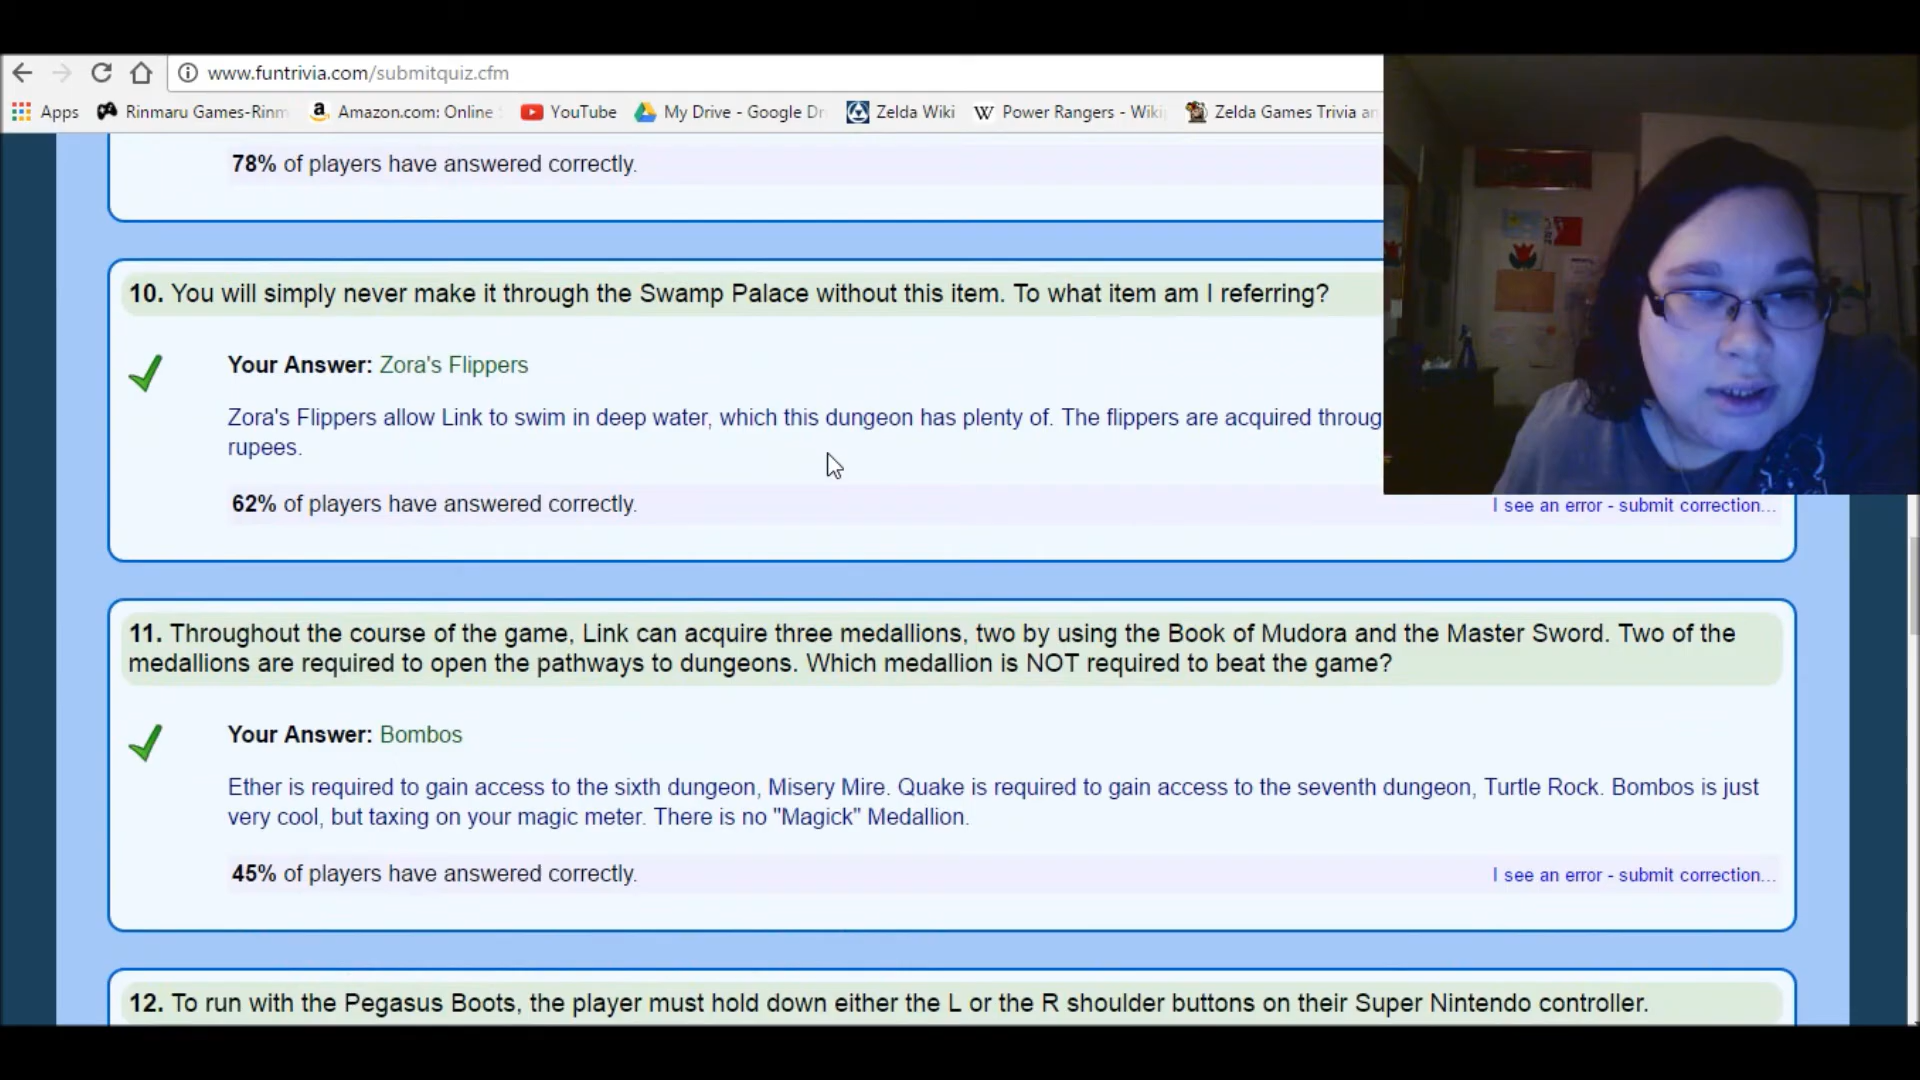 www.funtrivia.com/submitquiz.cfm
Apps Rinmaru Games-Rinm Amazon.com: Online YouTube My Drive - Google Dr Zelda Wiki Power Rangers - Wiki Zelda Games Trivia an
78% of players have answered correctly.
10. You will simply never make it through the Swamp Palace without this item. To what item am I referring?
Your Answer: Zora's Flippers
Zora's Flippers allow Link to swim in deep water, which this dungeon has plenty of. The flippers are acquired throug
rupees.
62% of players have answered correctly. I see an error - submit correction...
11. Throughout the course of the game, Link can acquire three medallions, two by using the Book of Mudora and the Master Sword. Two of the
medallions are required to open the pathways to dungeons. Which medallion is NOT required to beat the game?
Your Answer: Bombos
Ether is required to gain access to the sixth dungeon, Misery Mire. Quake is required to gain access to the seventh dungeon, Turtle Rock. Bombos is just
very cool, but taxing on your magic meter. There is no "Magick" Medallion.
45% of players have answered correctly. I see an error - submit correction...
12. To run with the Pegasus Boots, the player must hold down either the L or the R shoulder buttons on their Super Nintendo controller.